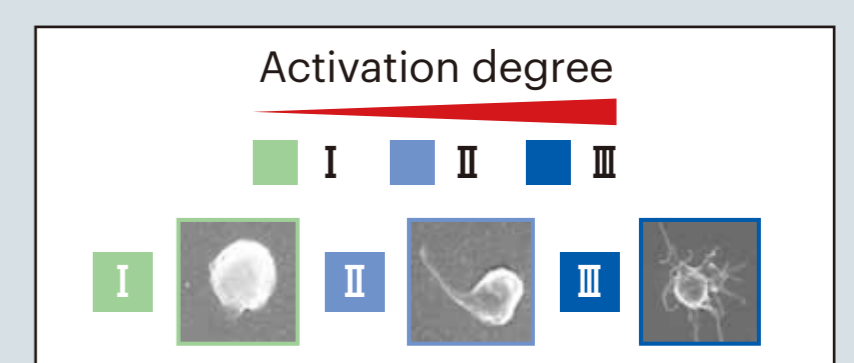 Activation degree
Ⅰ Ⅱ Ⅲ
Ⅰ Ⅱ Ⅲ